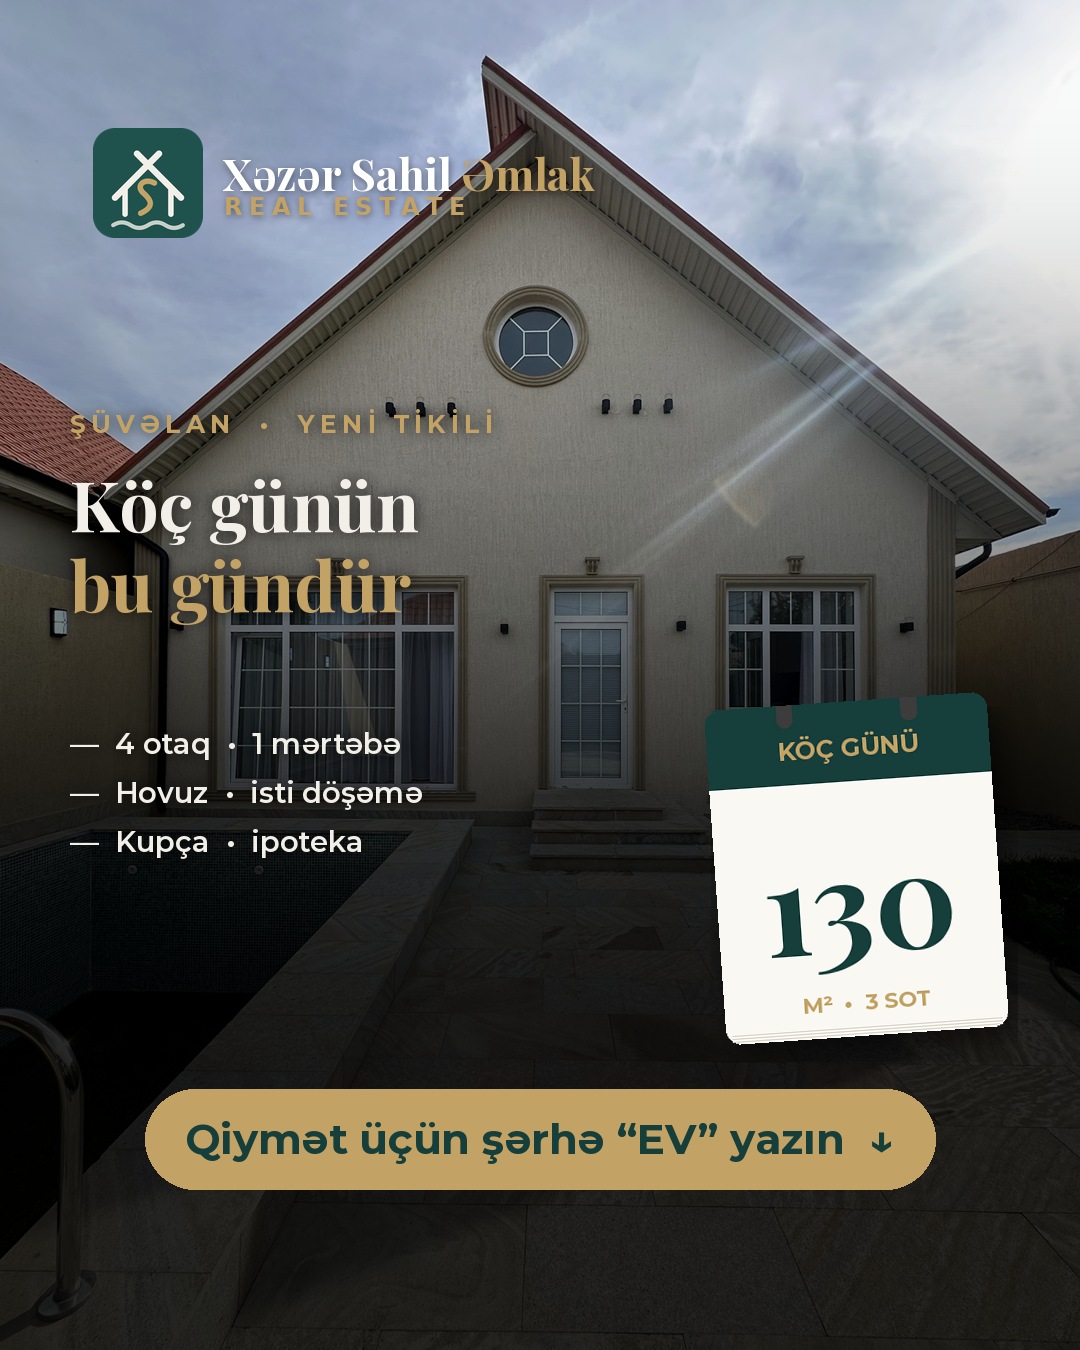 Xəzər Sahil Əmlak
REAL ESTATE
ŞÜVƏLAN • YENİ TİKİLİ
Köç günün
bu gündür
— 4 otaq • 1 mərtəbə
— Hovuz • isti döşəmə
— Kupça • ipoteka
KÖÇ GÜNÜ
130
M² • 3 SOT
Qiymət üçün şərhə “EV” yazın ↓